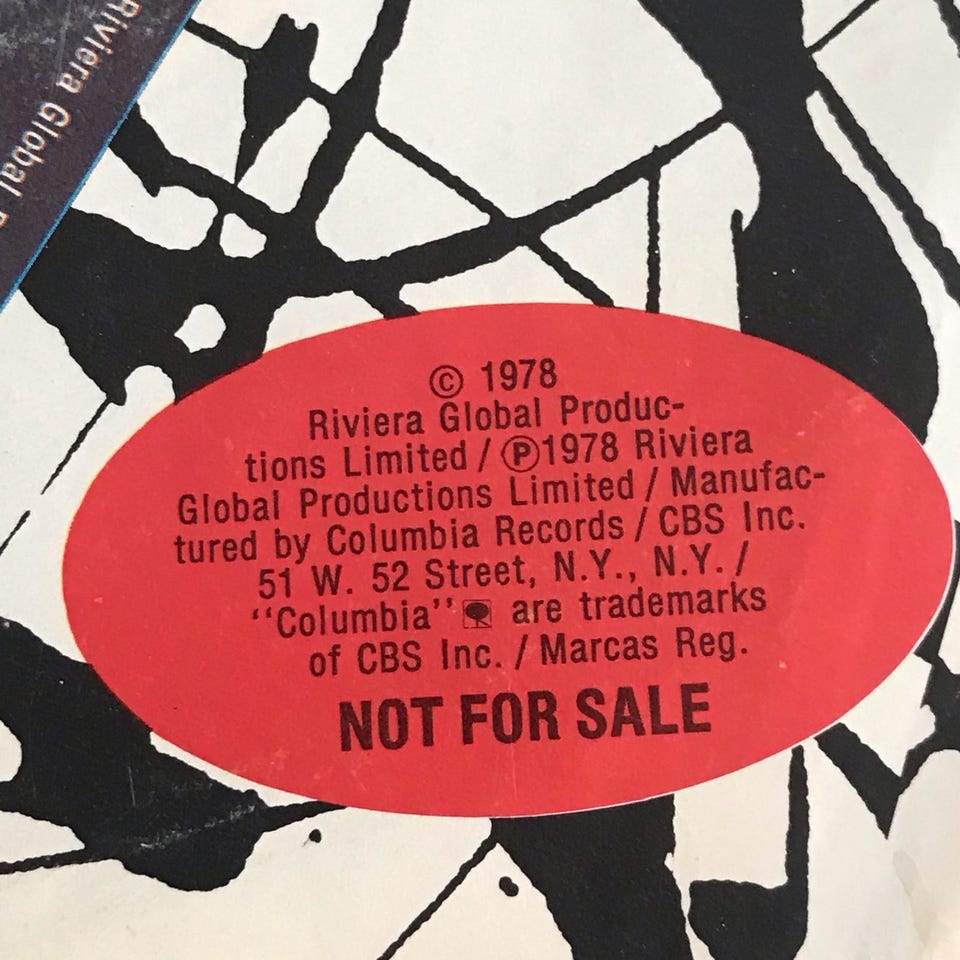 Riviera Global
© 1978
Riviera Global Produc-
tions Limited / ℗1978 Riviera
Global Productions Limited / Manufac-
tured by Columbia Records / CBS Inc.
51 W. 52 Street, N.Y., N.Y. /
“Columbia” are trademarks
of CBS Inc. / Marcas Reg.
NOT FOR SALE